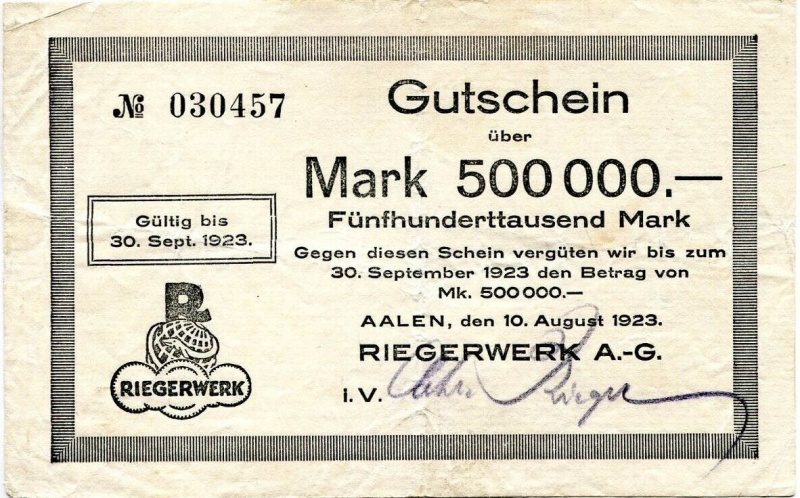 № 030457
Gutschein
über
Mark 500 000.—
Fünfhunderttausend Mark
Gültig bis
30. Sept. 1923.
Gegen diesen Schein vergüten wir bis zum
30. September 1923 den Betrag von
Mk. 500 000.—
AALEN, den 10. August 1923.
RIEGERWERK A.-G.
i. V.
Rieger
R
RIEGERWERK